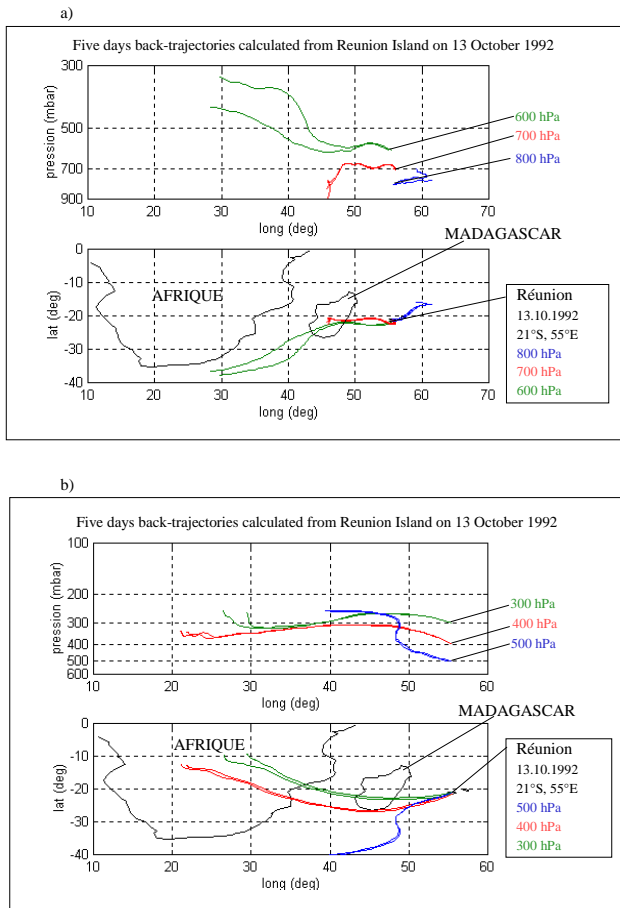 a)
Five days back-trajectories calculated from Reunion Island on 13 October 1992
300
500
700
900
pression (mbar)
10 20 30 40 50 60 70
long (deg)
600 hPa
700 hPa
800 hPa
MADAGASCAR
0
-10
-20
-30
-40
lat (deg)
AFRIQUE
10 20 30 40 50 60 70
long (deg)
Réunion
13.10.1992
21°S, 55°E
800 hPa
700 hPa
600 hPa
b)
Five days back-trajectories calculated from Reunion Island on 13 October 1992
100
200
300
400
500
600
pression (mbar)
10 20 30 40 50 60
long (deg)
300 hPa
400 hPa
500 hPa
MADAGASCAR
0
-10
-20
-30
-40
lat (deg)
AFRIQUE
10 20 30 40 50 60
long (deg)
Réunion
13.10.1992
21°S, 55°E
500 hPa
400 hPa
300 hPa